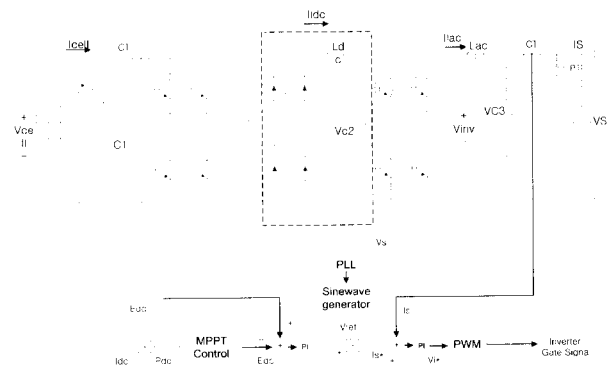 Iidc
Icell
C1
Ld
c
Ilac
Lac
C1
IS
+
Vce
ll
–
C1
Vc2
+
Vinv
–
VC3
VS
Vs
PLL
Sinewave
generator
Edc
Is
+
Vref
Idc
Pdc
MPPT
Control
Edc
+
PI
Is*
+
+
PI
Vi*
PWM
Inverter
Gate Signa